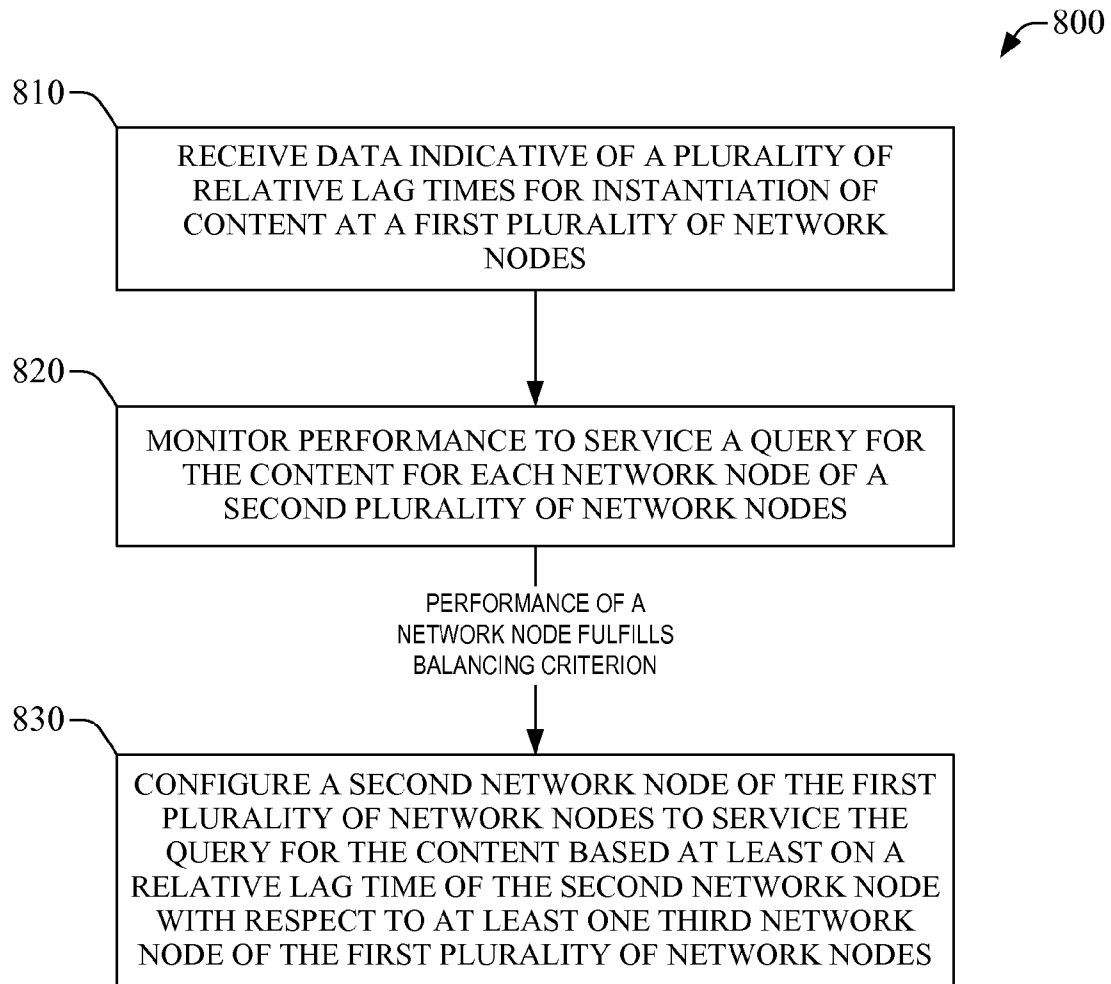 800
810
RECEIVE DATA INDICATIVE OF A PLURALITY OF
RELATIVE LAG TIMES FOR INSTANTIATION OF
CONTENT AT A FIRST PLURALITY OF NETWORK
NODES
820
MONITOR PERFORMANCE TO SERVICE A QUERY FOR
THE CONTENT FOR EACH NETWORK NODE OF A
SECOND PLURALITY OF NETWORK NODES
PERFORMANCE OF A
NETWORK NODE FULFILLS
BALANCING CRITERION
830
CONFIGURE A SECOND NETWORK NODE OF THE FIRST
PLURALITY OF NETWORK NODES TO SERVICE THE
QUERY FOR THE CONTENT BASED AT LEAST ON A
RELATIVE LAG TIME OF THE SECOND NETWORK NODE
WITH RESPECT TO AT LEAST ONE THIRD NETWORK
NODE OF THE FIRST PLURALITY OF NETWORK NODES